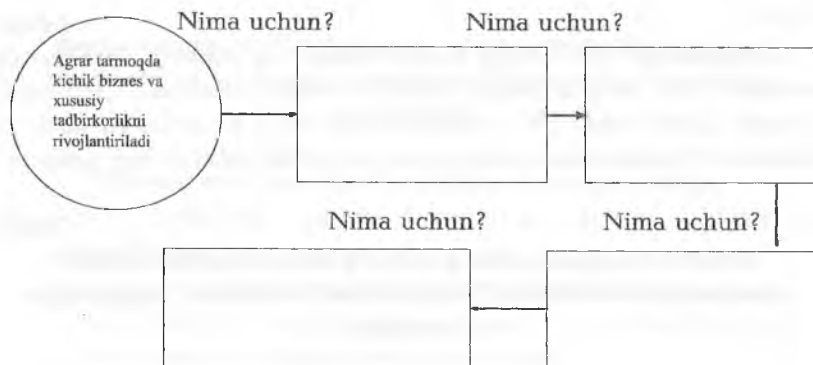 Nima uchun?
Nima uchun?
Agrar tarmoqda
kichik biznes va
xususiy
tadbirkorlikni
rivojlantiriladi
Nima uchun?
Nima uchun?